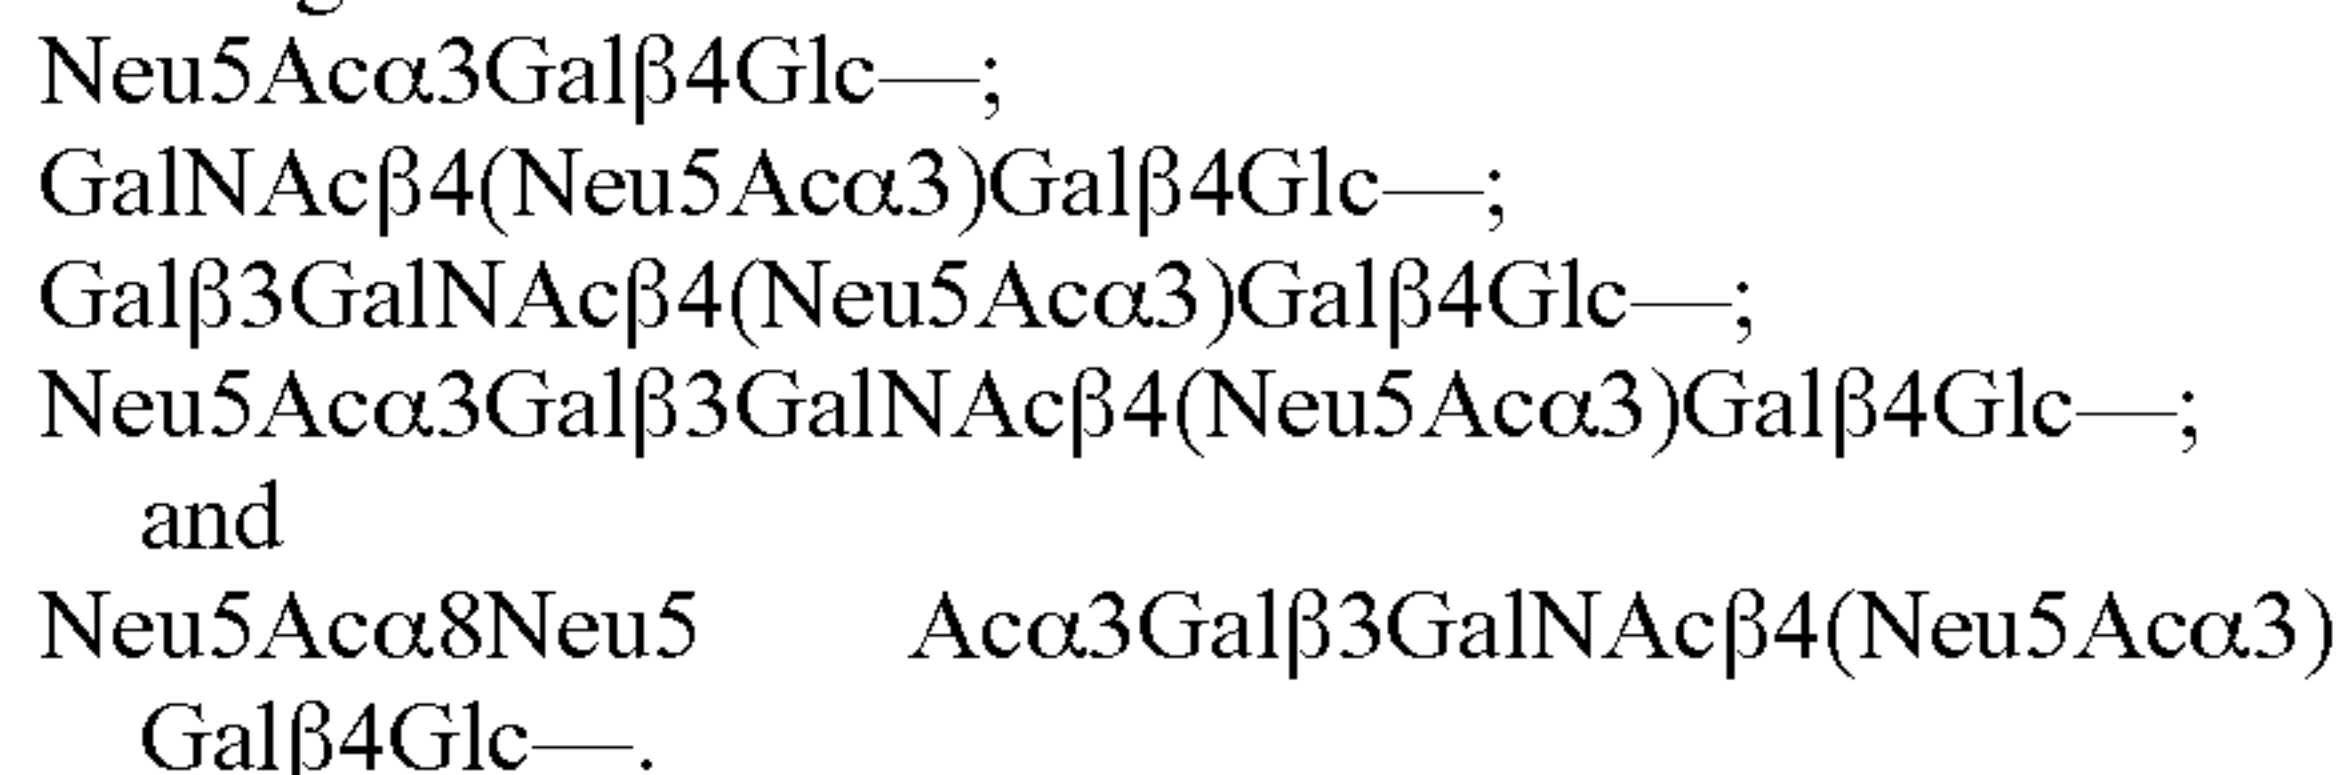 Neu5Acα3Galβ4Glc—;
GalNAcβ4(Neu5Acα3)Galβ4Glc—;
Galβ3GalNAcβ4(Neu5Acα3)Galβ4Glc—;
Neu5Acα3Galβ3GalNAcβ4(Neu5Acα3)Galβ4Glc—;
and
Neu5Acα8Neu5 Acα3Galβ3GalNAcβ4(Neu5Acα3)
Galβ4Glc—.